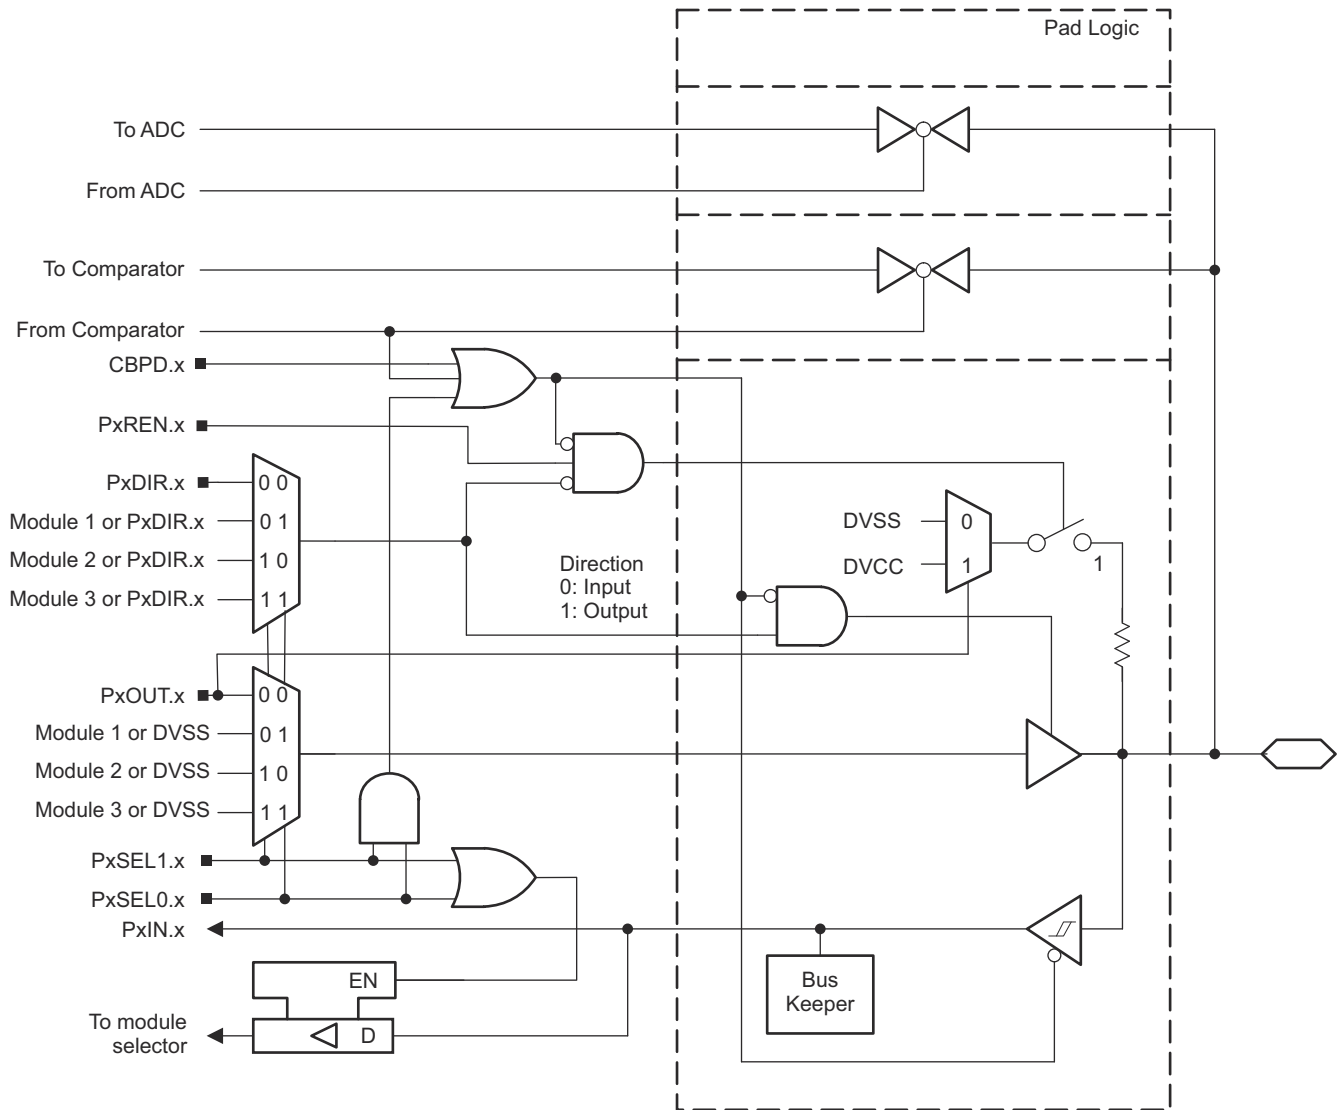 Pad Logic
To ADC
From ADC
To Comparator
From Comparator
CBPD.x
PxREN.x
PxDIR.x
0 0
Module 1 or PxDIR.x
0 1
Module 2 or PxDIR.x
1 0
Module 3 or PxDIR.x
1 1
Direction
0: Input
1: Output
DVSS
0
DVCC
1
1
PxOUT.x
0 0
Module 1 or DVSS
0 1
Module 2 or DVSS
1 0
Module 3 or DVSS
1 1
PxSEL1.x
PxSEL0.x
PxIN.x
EN
Bus
Keeper
To module
selector
D